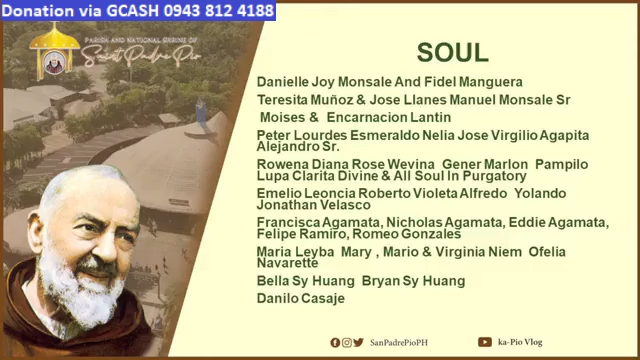 Donation via GCASH 0943 812 4188
PARISH AND NATIONAL SHRINE OF
Saint Padre Pio
SOUL
Danielle Joy Monsale And Fidel Manguera
Teresita Muñoz & Jose Llanes Manuel Monsale Sr
Moises & Encarnacion Lantin
Peter Lourdes Esmeraldo Nelia Jose Virgilio Agapita
Alejandro Sr.
Rowena Diana Rose Wevina Gener Marlon Pampilo
Lupa Clarita Divine & All Soul In Purgatory
Emelio Leoncia Roberto Violeta Alfredo Yolando
Jonathan Velasco
Francisca Agamata, Nicholas Agamata, Eddie Agamata,
Felipe Ramiro, Romeo Gonzales
Maria Leyba Mary , Mario & Virginia Niem Ofelia
Navarette
Bella Sy Huang Bryan Sy Huang
Danilo Casaje
SanPadrePioPH
ka-Pio Vlog